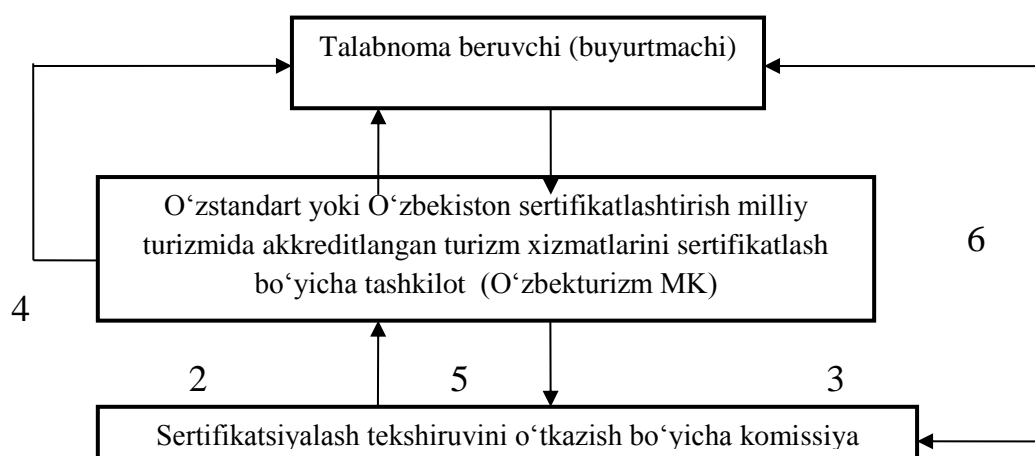 Talabnoma beruvchi (buyurtmachi)
O‘zstandart yoki O‘zbekiston sertifikatlashtirish milliy
turizmida akkreditlangan turizm xizmatlarini sertifikatlash
bo‘yicha tashkilot (O‘zbekturizm MK)
6
4
2 5 3
Sertifikatsiyalash tekshiruvini o‘tkazish bo‘yicha komissiya